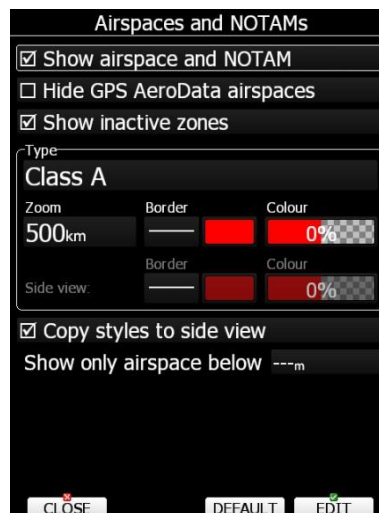 Airspaces and NOTAMs
Show airspace and NOTAM
Hide GPS AeroData airspaces
Show inactive zones
Type
Class A
Zoom Border Colour
500km 0%
Border Colour
Side view: 0%
Copy styles to side view
Show only airspace below ---m
CLOSE DEFAULT EDIT